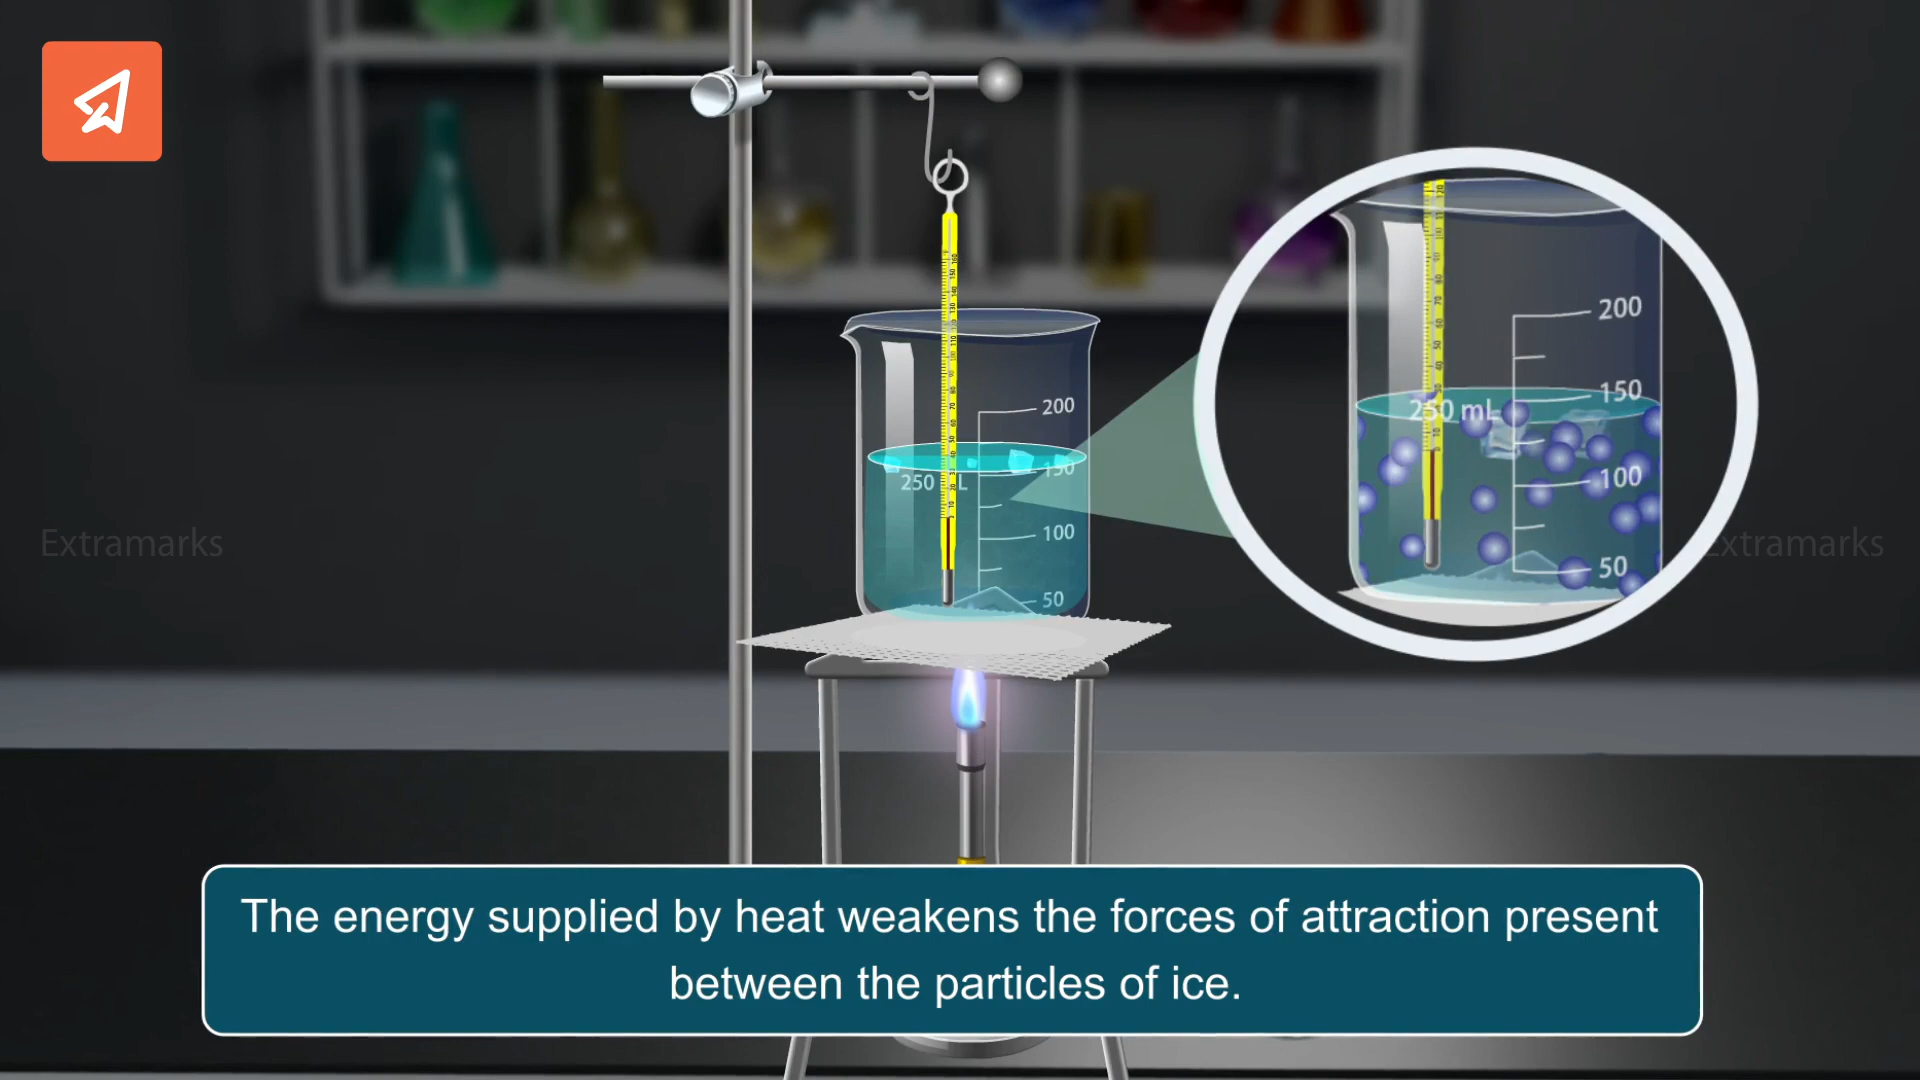 200
150
250 mL
100
50
200
150
250 L
100
50
Extramarks
xtramarks
The energy supplied by heat weakens the forces of attraction present
between the particles of ice.